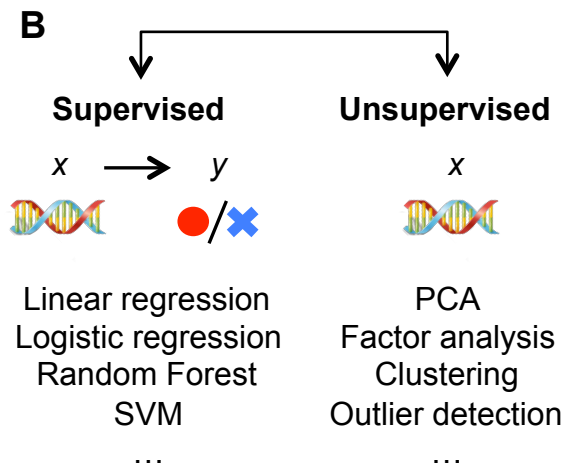 B
Supervised
x → y
/
Linear regression
Logistic regression
Random Forest
SVM
...
Unsupervised
x
PCA
Factor analysis
Clustering
Outlier detection
...